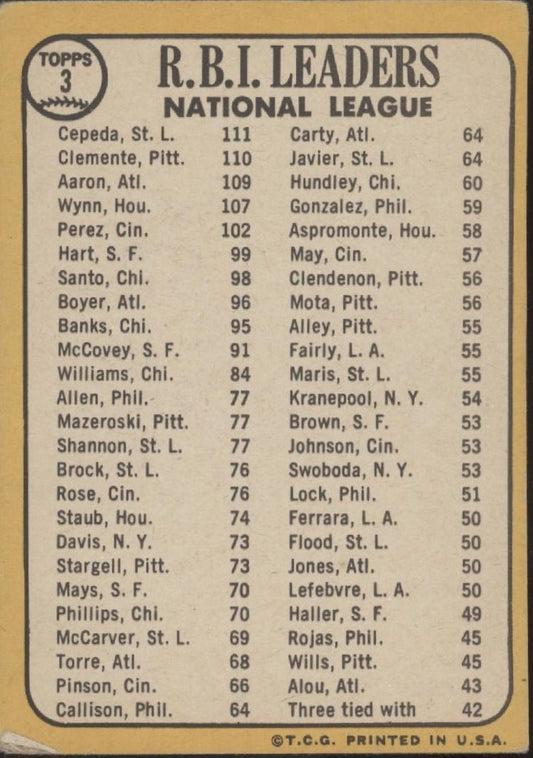 TOPPS
3
R.B.I. LEADERS
NATIONAL LEAGUE
Cepeda, St. L. 111
Clemente, Pitt. 110
Aaron, Atl. 109
Wynn, Hou. 107
Perez, Cin. 102
Hart, S. F. 99
Santo, Chi. 98
Boyer, Atl. 96
Banks, Chi. 95
McCovey, S. F. 91
Williams, Chi. 84
Allen, Phil. 77
Mazeroski, Pitt. 77
Shannon, St. L. 77
Brock, St. L. 76
Rose, Cin. 76
Staub, Hou. 74
Davis, N. Y. 73
Stargell, Pitt. 73
Mays, S. F. 70
Phillips, Chi. 70
McCarver, St. L. 69
Torre, Atl. 68
Pinson, Cin. 66
Callison, Phil. 64
Carty, Atl. 64
Javier, St. L. 64
Hundley, Chi. 60
Gonzalez, Phil. 59
Aspromonte, Hou. 58
May, Cin. 57
Clendenon, Pitt. 56
Mota, Pitt. 56
Alley, Pitt. 55
Fairly, L. A. 55
Maris, St. L. 55
Kranepool, N. Y. 54
Brown, S. F. 53
Johnson, Cin. 53
Swoboda, N. Y. 53
Lock, Phil. 51
Ferrara, L. A. 50
Flood, St. L. 50
Jones, Atl. 50
Lefebvre, L. A. 50
Haller, S. F. 49
Rojas, Phil. 45
Wills, Pitt. 45
Alou, Atl. 43
Three tied with 42
©T.C.G. PRINTED IN U.S.A.